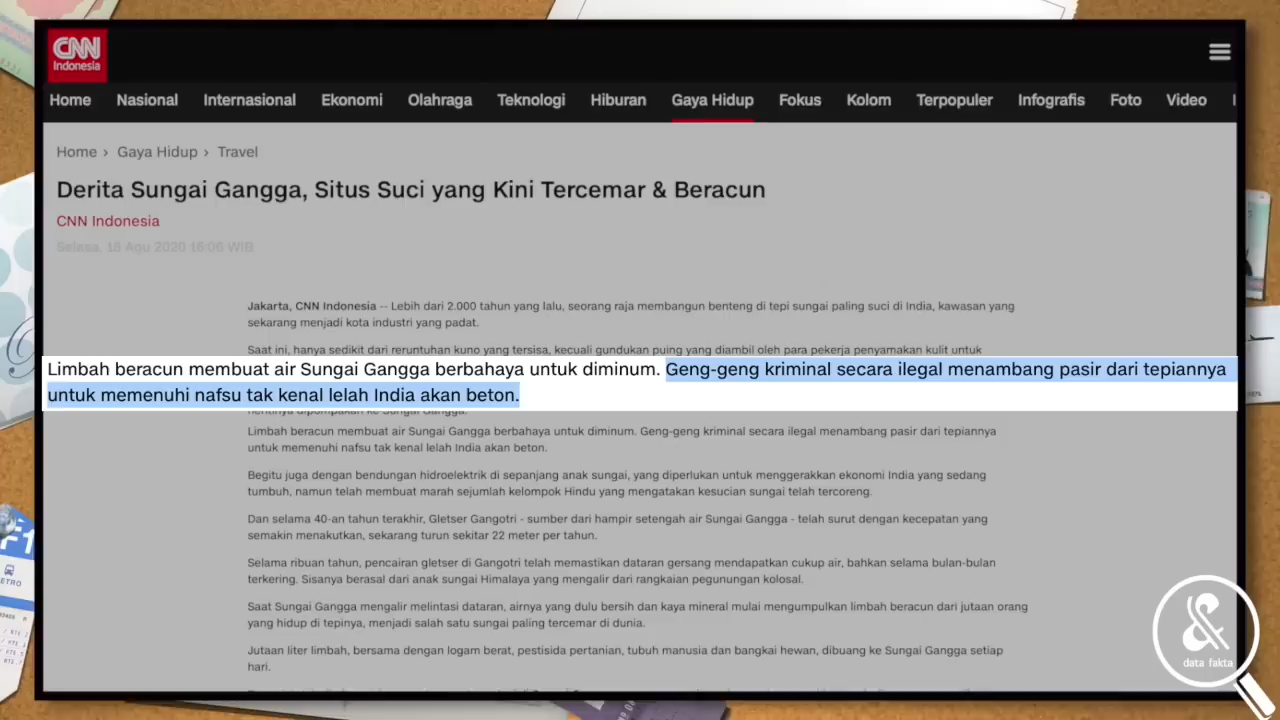 CNN
Indonesia
Home Nasional Internasional Ekonomi Olahraga Teknologi Hiburan Gaya Hidup Fokus Kolom Terpopuler Infografis Foto Video
Home › Gaya Hidup › Travel
Derita Sungai Gangga, Situs Suci yang Kini Tercemar & Beracun
CNN Indonesia
Selasa, 18 Agu 2020 16:06 WIB
Jakarta, CNN Indonesia -- Lebih dari 2.000 tahun yang lalu, seorang raja membangun benteng di tepi sungai paling suci di India, kawasan yang
sekarang menjadi kota industri yang padat.
Saat ini, hanya sedikit dari reruntuhan kuno yang tersisa, kecuali gundukan puing yang diambil oleh para pekerja penyamakan kulit untuk
Limbah beracun membuat air Sungai Gangga berbahaya untuk diminum. Geng-geng kriminal secara ilegal menambang pasir dari tepiannya
untuk memenuhi nafsu tak kenal lelah India akan beton.
dipompakan ke Sungai Gangga.
Limbah beracun membuat air Sungai Gangga berbahaya untuk diminum. Geng-geng kriminal secara ilegal menambang pasir dari tepiannya
untuk memenuhi nafsu tak kenal lelah India akan beton.
Begitu juga dengan bendungan hidroelektrik di sepanjang anak sungai, yang diperlukan untuk menggerakkan ekonomi India yang sedang
tumbuh, namun telah membuat marah sejumlah kelompok Hindu yang mengatakan kesucian sungai telah tercoreng.
Dan selama 40-an tahun terakhir, Gletser Gangotri - sumber dari hampir setengah air Sungai Gangga - telah surut dengan kecepatan yang
semakin menakutkan, sekarang turun sekitar 22 meter per tahun.
Selama ribuan tahun, pencairan gletser di Gangotri telah memastikan dataran gersang mendapatkan cukup air, bahkan selama bulan-bulan
terkering. Sisanya berasal dari anak sungai Himalaya yang mengalir dari rangkaian pegunungan kolosal.
Saat Sungai Gangga mengalir melintasi dataran, airnya yang dulu bersih dan kaya mineral mulai mengumpulkan limbah beracun dari jutaan orang
yang hidup di tepinya, menjadi salah satu sungai paling tercemar di dunia.
Jutaan liter limbah, bersama dengan logam berat, pestisida pertanian, tubuh manusia dan bangkai hewan, dibuang ke Sungai Gangga setiap
hari.
&
data fakta